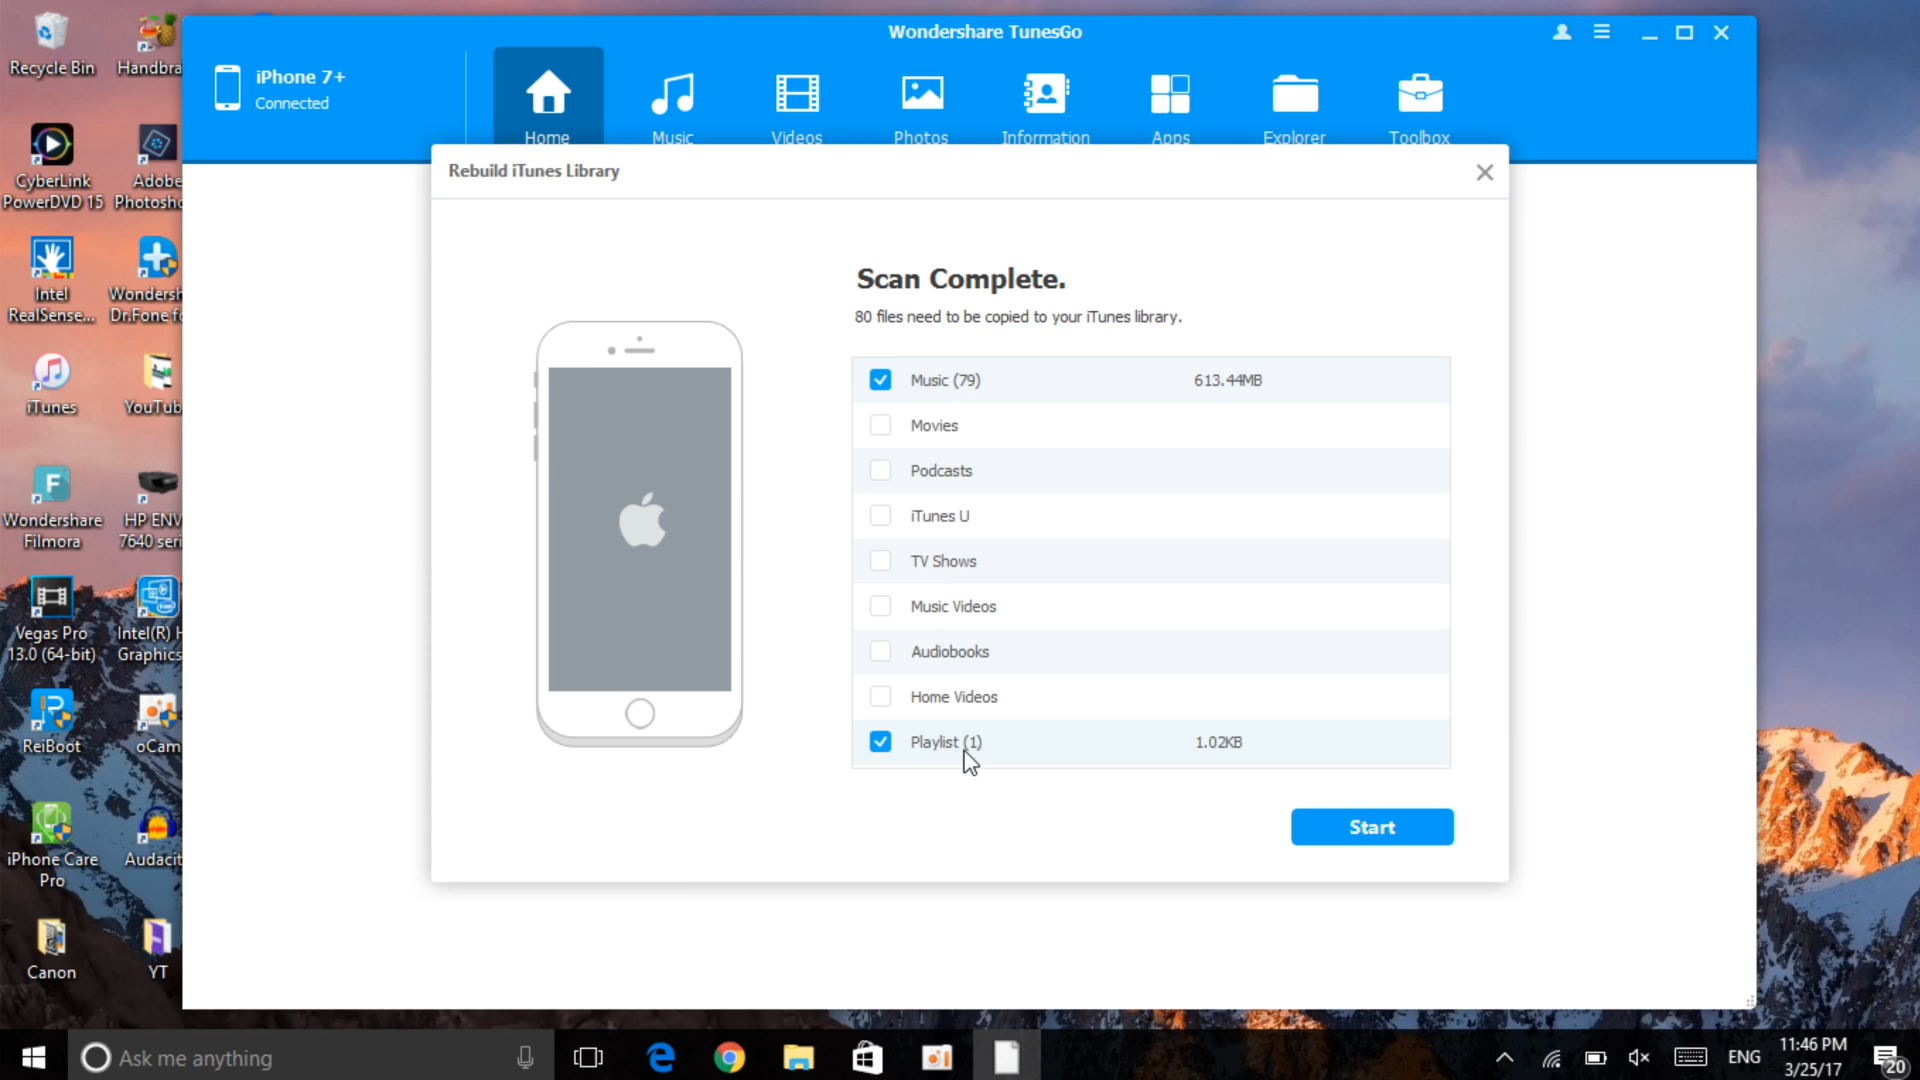 Recycle Bin
Handbra
CyberLink
PowerDVD 15
Adobe
Photosho
Intel
RealSense...
Wondersh
Dr.Fone fo
iTunes
YouTub
Wondershare
Filmora
HP ENV
7640 seri
Vegas Pro
13.0 (64-bit)
Intel(R) H
Graphics
ReiBoot
oCam
iPhone Care
Pro
Audacit
Canon
YT
Wondershare TunesGo
iPhone 7+
Connected
Home
Music
Videos
Photos
Information
Apps
Explorer
Toolbox
Rebuild iTunes Library
Scan Complete.
80 files need to be copied to your iTunes library.
Music (79) 613.44MB
Movies
Podcasts
iTunes U
TV Shows
Music Videos
Audiobooks
Home Videos
Playlist (1) 1.02KB
Start
Ask me anything
ENG
11:46 PM
3/25/17
20